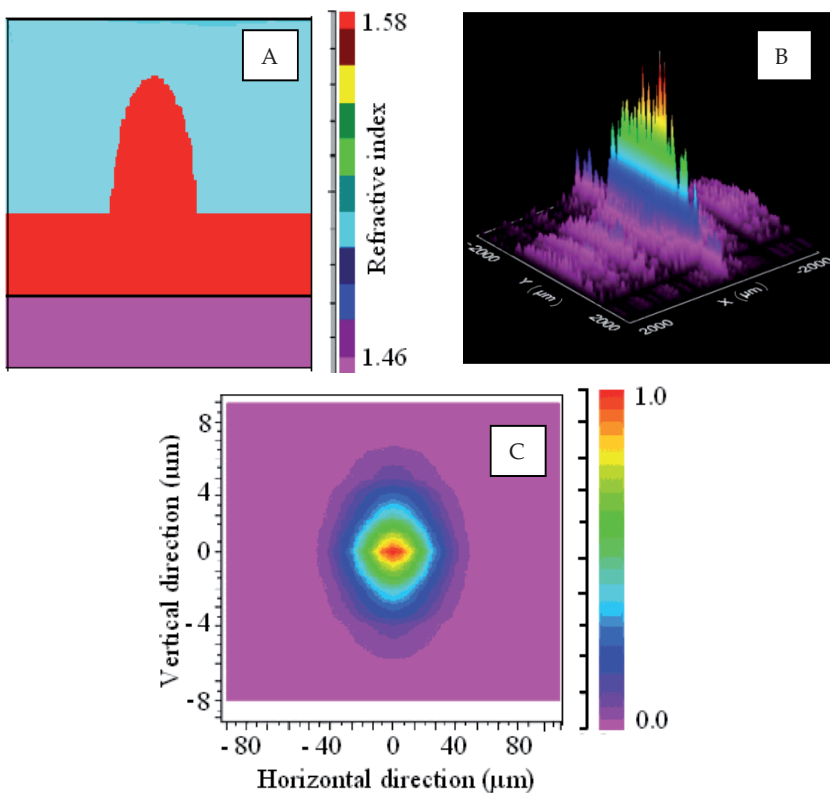 A
1.58
Refractive index
1.46
B
-2000
Y (µm)
2000
2000
X (µm)
-2000
C
8
4
0
-4
-8
Vertical direction (µm)
-80 -40 0 40 80
Horizontal direction (µm)
1.0
0.0